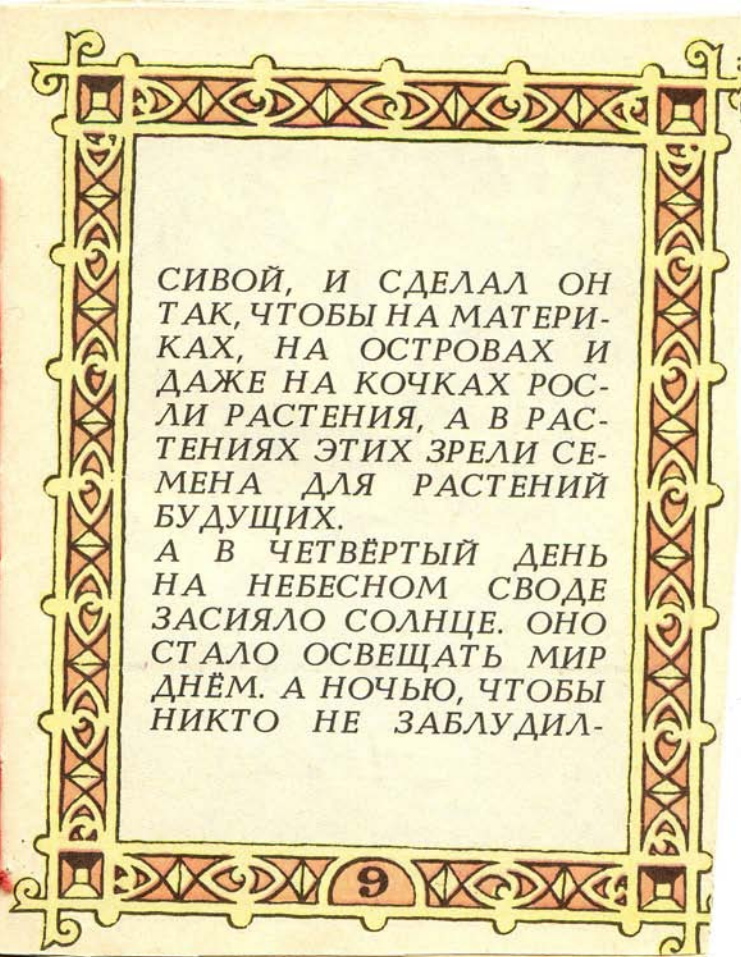 СИВОЙ, И СДЕЛАЛ ОН
ТАК, ЧТОБЫ НА МАТЕРИ-
КАХ, НА ОСТРОВАХ И
ДАЖЕ НА КОЧКАХ РОС-
ЛИ РАСТЕНИЯ, А В РАС-
ТЕНИЯХ ЭТИХ ЗРЕЛИ СЕ-
МЕНА ДЛЯ РАСТЕНИЙ
БУДУЩИХ.
А В ЧЕТВЁРТЫЙ ДЕНЬ
НА НЕБЕСНОМ СВОДЕ
ЗАСИЯЛО СОЛНЦЕ. ОНО
СТАЛО ОСВЕЩАТЬ МИР
ДНЁМ. А НОЧЬЮ, ЧТОБЫ
НИКТО НЕ ЗАБЛУДИЛ-
9